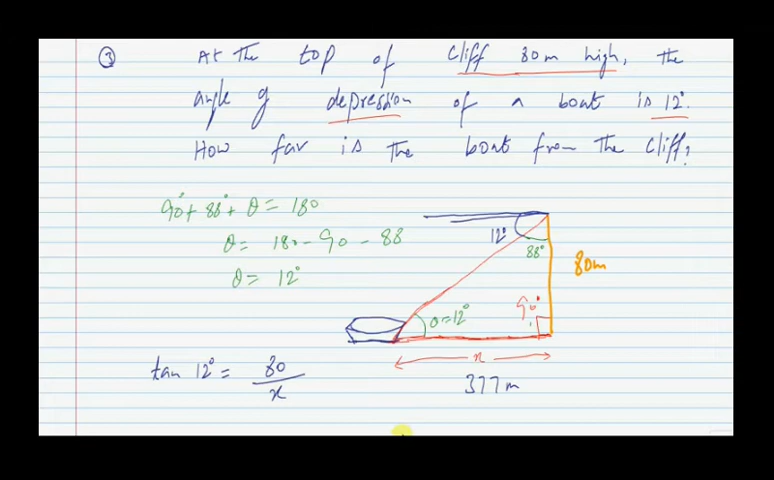 ③ At the top of cliff 80m high, the
angle of depression of a boat is 12°.
How far is the boat from the cliff?
90° + 88° + θ = 180
θ = 180 - 90 - 88
θ = 12°
12°
88°
80m
90°
θ=12°
x
tan 12° = 80/x
377m